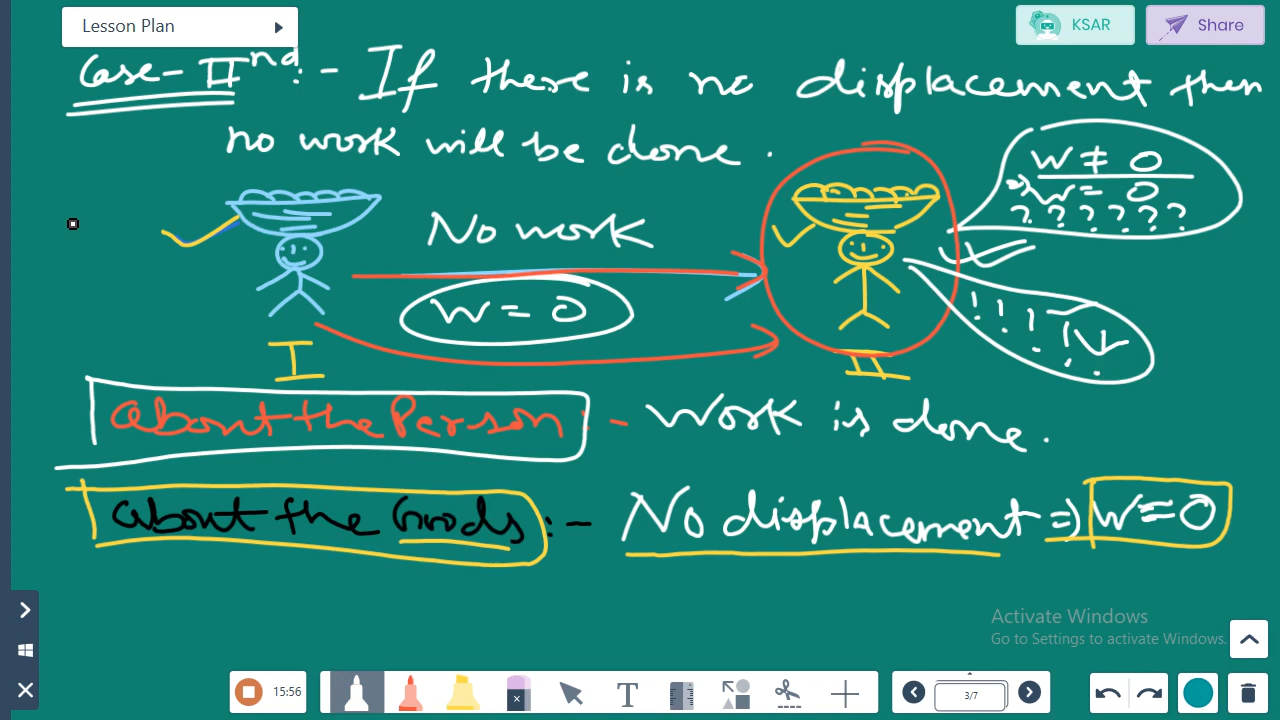 Lesson Plan
KSAR
Share
Case-IInd:- If there is no displacement then
no work will be done.
W ≠ 0
=> W = 0
? ? ? ? ? ?
No work
W = 0
! ! ! !
I
II
about the Person :- Work is done.
about the Goods :- No displacement => W=0
Activate Windows
Go to Settings to activate Windows.
15:56
T
3/7